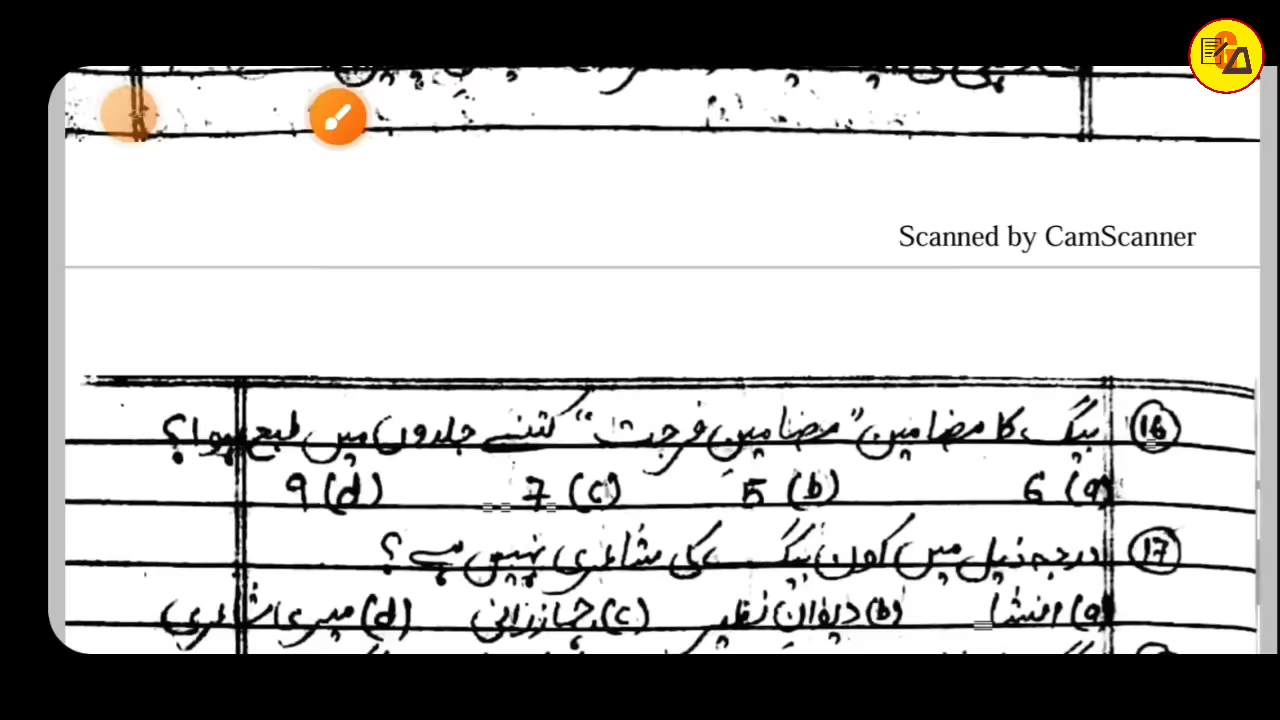 Scanned by CamScanner
⑯ بیگ کا مضامین "مضامین فرحت" کتنے جلدوں میں طبع ہوا؟
(a) 6 (b) 5 (c) 7 (d) 9
⑰ درجہ ذیل میں کون بیگ کی شاعری نہیں ہے؟
(a) انشا (b) دیوان نظیر (c) (d) میری شاعری